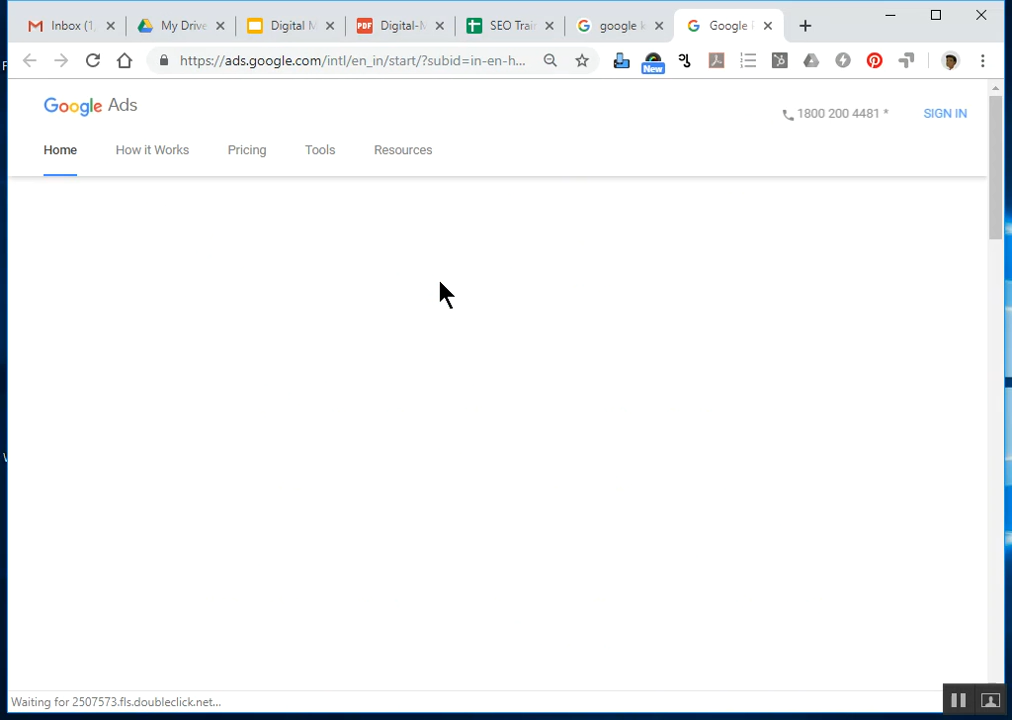 Inbox (1,
My Drive
Digital M
PDF
Digital-M
SEO Trai
google k
Google
https://ads.google.com/intl/en_in/start/?subid=in-en-h...
New
Google Ads
1800 200 4481 *
SIGN IN
Home
How it Works
Pricing
Tools
Resources
Waiting for 2507573.fls.doubleclick.net...